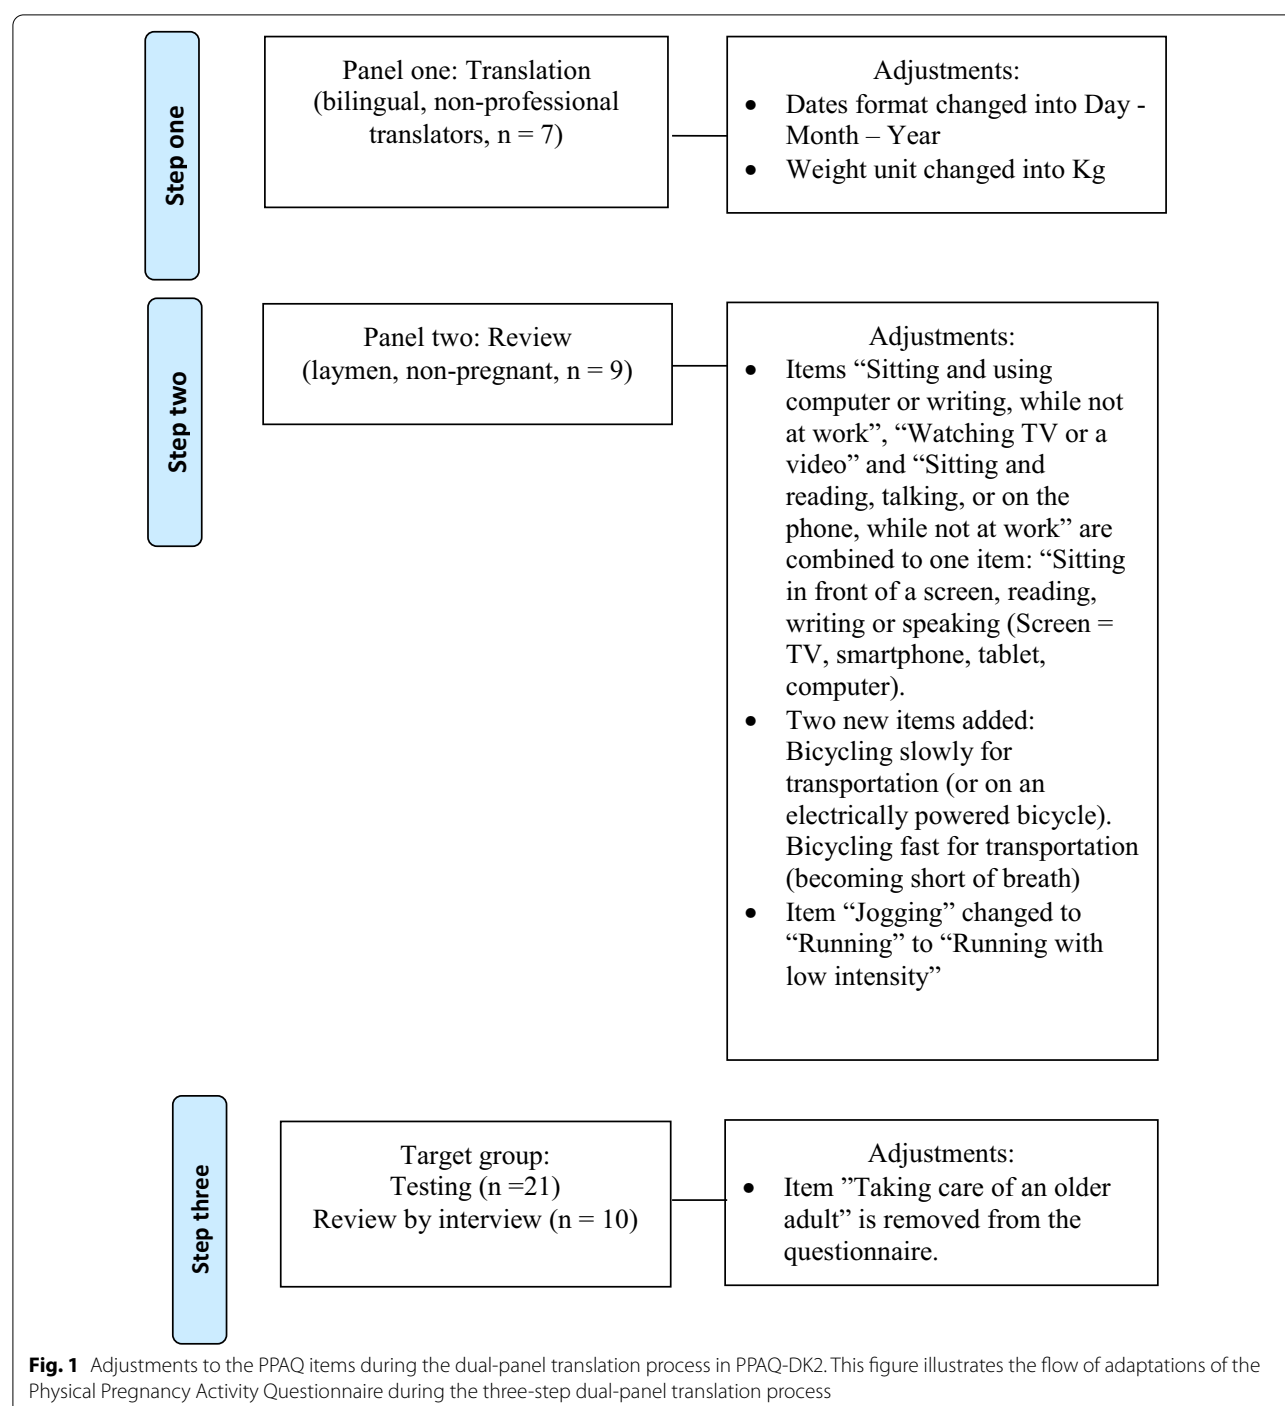 Step one
Panel one: Translation
(bilingual, non-professional
translators, n = 7)
Adjustments:
• Dates format changed into Day -
Month – Year
• Weight unit changed into Kg
Step two
Panel two: Review
(laymen, non-pregnant, n = 9)
Adjustments:
• Items “Sitting and using
computer or writing, while not
at work”, “Watching TV or a
video” and “Sitting and
reading, talking, or on the
phone, while not at work” are
combined to one item: “Sitting
in front of a screen, reading,
writing or speaking (Screen =
TV, smartphone, tablet,
computer).
• Two new items added:
Bicycling slowly for
transportation (or on an
electrically powered bicycle).
Bicycling fast for transportation
(becoming short of breath)
• Item “Jogging” changed to
“Running” to “Running with
low intensity”
Step three
Target group:
Testing (n =21)
Review by interview (n = 10)
Adjustments:
• Item ”Taking care of an older
adult” is removed from the
questionnaire.
Fig. 1 Adjustments to the PPAQ items during the dual-panel translation process in PPAQ-DK2. This figure illustrates the flow of adaptations of the
Physical Pregnancy Activity Questionnaire during the three-step dual-panel translation process